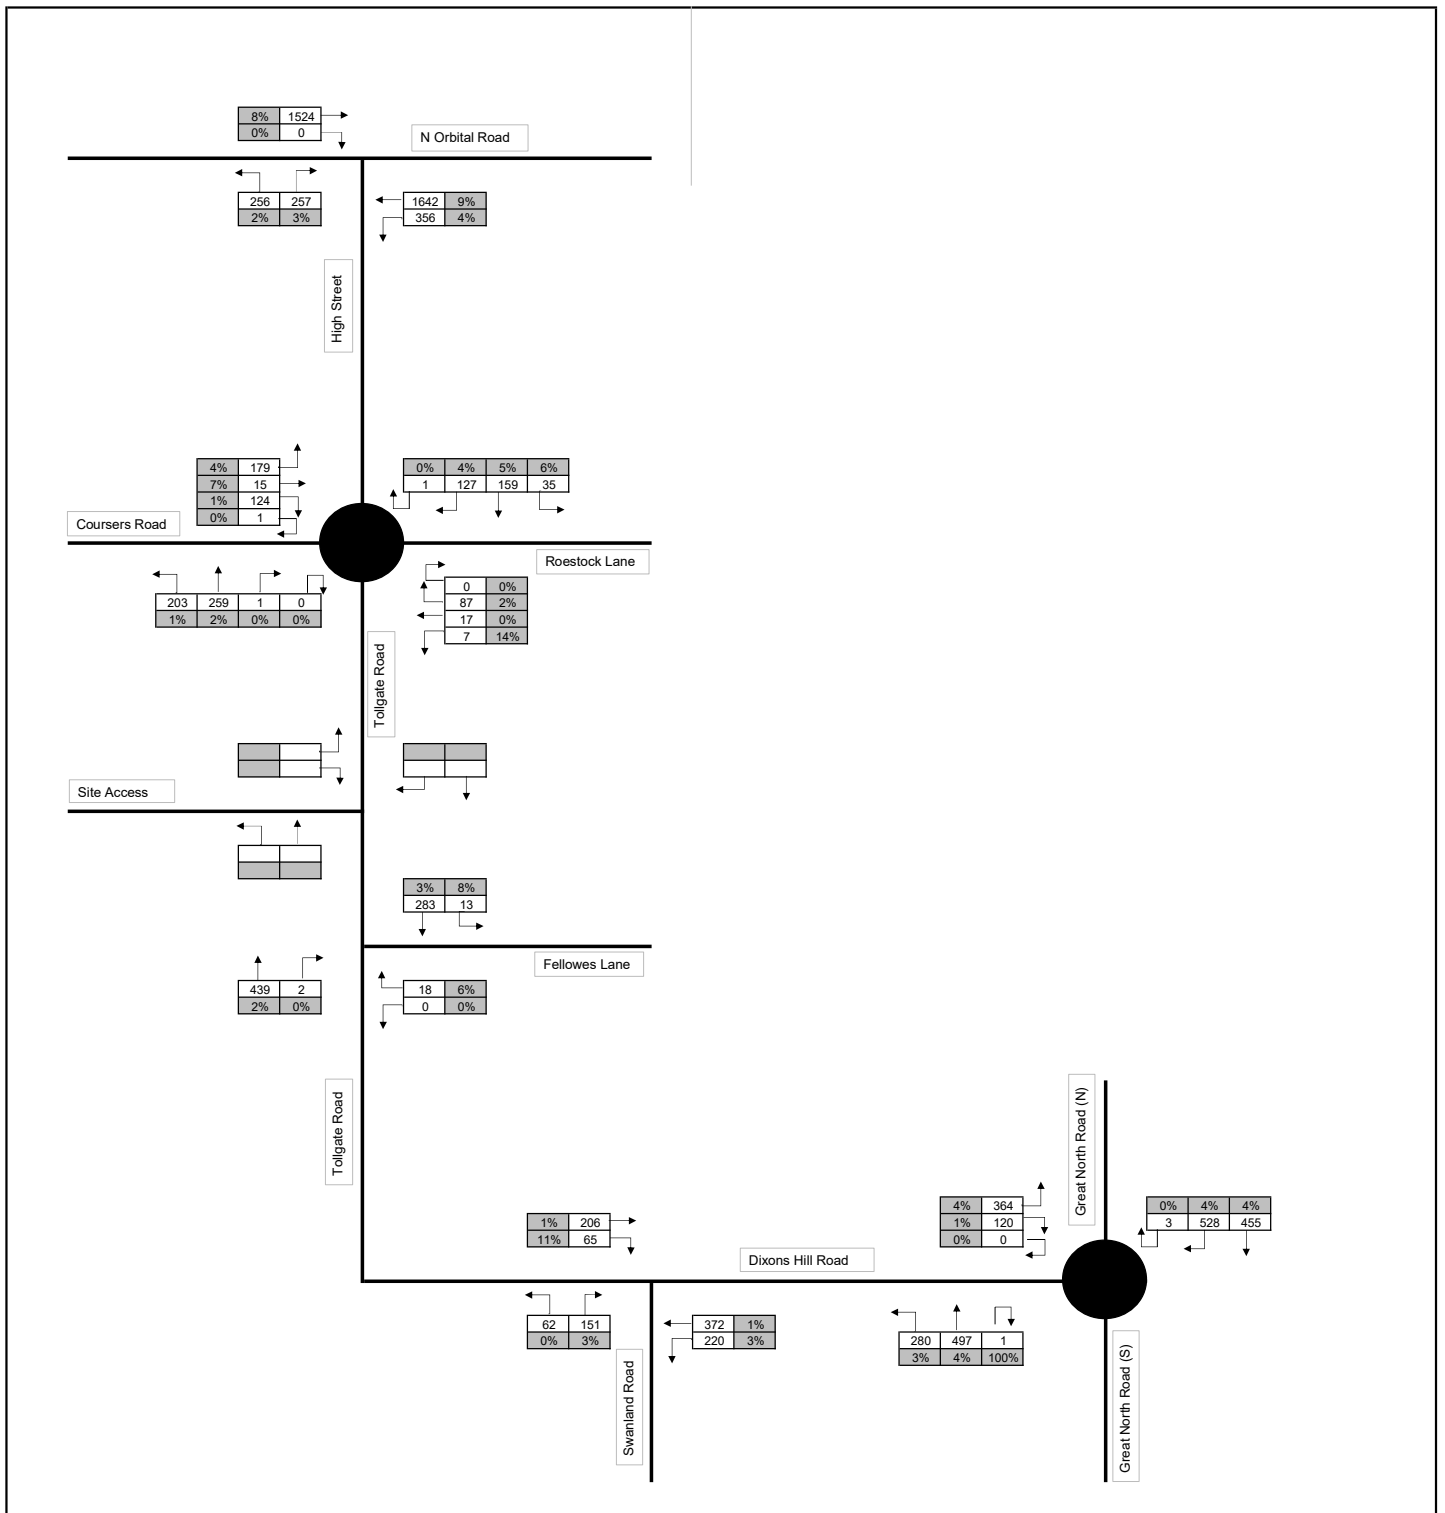 8% 1524
0% 0
N Orbital Road
256 257
2% 3%
1642 9%
356 4%
High Street
4% 179
7% 15
1% 124
0% 1
0% 4% 5% 6%
1 127 159 35
Coursers Road
Roestock Lane
203 259 1 0
1% 2% 0% 0%
0 0%
87 2%
17 0%
7 14%
Tollgate Road
Site Access
3% 8%
283 13
Fellowes Lane
439 2
2% 0%
18 6%
0 0%
Tollgate Road
Great North Road (N)
1% 206
11% 65
4% 364
1% 120
0% 0
0% 4% 4%
3 528 455
Dixons Hill Road
62 151
0% 3%
372 1%
220 3%
280 497 1
3% 4% 100%
Swanland Road
Great North Road (S)